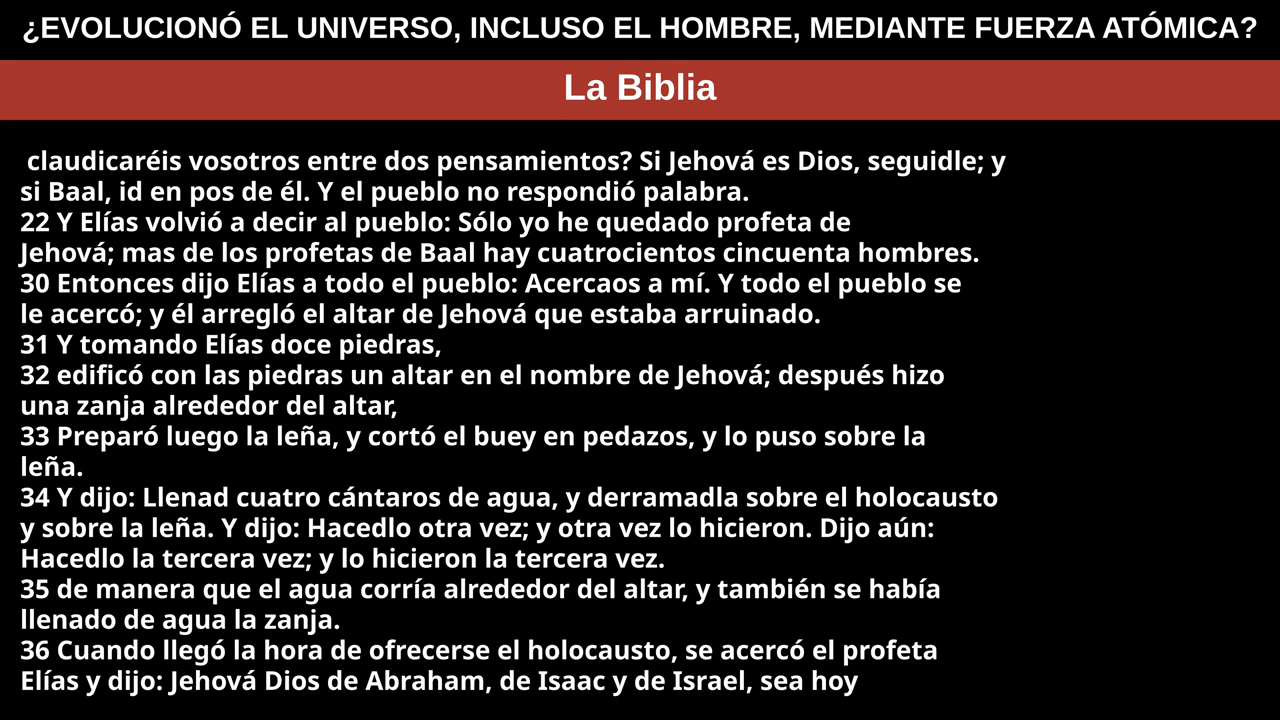 ¿EVOLUCIONÓ EL UNIVERSO, INCLUSO EL HOMBRE, MEDIANTE FUERZA ATÓMICA?
La Biblia
claudicaréis vosotros entre dos pensamientos? Si Jehová es Dios, seguidle; y
si Baal, id en pos de él. Y el pueblo no respondió palabra.
22 Y Elías volvió a decir al pueblo: Sólo yo he quedado profeta de
Jehová; mas de los profetas de Baal hay cuatrocientos cincuenta hombres.
30 Entonces dijo Elías a todo el pueblo: Acercaos a mí. Y todo el pueblo se
le acercó; y él arregló el altar de Jehová que estaba arruinado.
31 Y tomando Elías doce piedras,
32 edificó con las piedras un altar en el nombre de Jehová; después hizo
una zanja alrededor del altar,
33 Preparó luego la leña, y cortó el buey en pedazos, y lo puso sobre la
leña.
34 Y dijo: Llenad cuatro cántaros de agua, y derramadla sobre el holocausto
y sobre la leña. Y dijo: Hacedlo otra vez; y otra vez lo hicieron. Dijo aún:
Hacedlo la tercera vez; y lo hicieron la tercera vez.
35 de manera que el agua corría alrededor del altar, y también se había
llenado de agua la zanja.
36 Cuando llegó la hora de ofrecerse el holocausto, se acercó el profeta
Elías y dijo: Jehová Dios de Abraham, de Isaac y de Israel, sea hoy